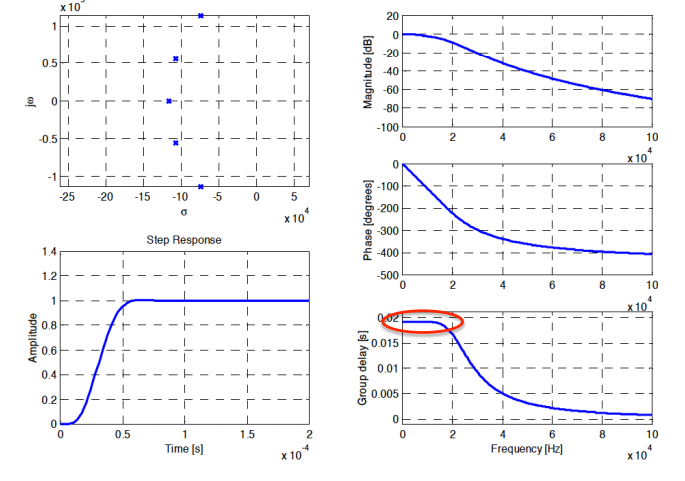 x 10
1
0.5
0
-0.5
-1
jω
-25 -20 -15 -10 -5 0 5
σ
x 10^4
20
0
-20
-40
-60
-80
-100
Magnitude [dB]
0 2 4 6 8 10
x 10^4
0
-100
-200
-300
-400
-500
Phase [degrees]
0 2 4 6 8 10
x 10^4
Step Response
1.4
1.2
1
0.8
0.6
0.4
0.2
0
Amplitude
0 0.5 1 1.5 2
Time [s]
x 10^-4
0.02
0.015
0.01
0.005
0
Group delay [s]
0 2 4 6 8 10
Frequency [Hz]
x 10^4